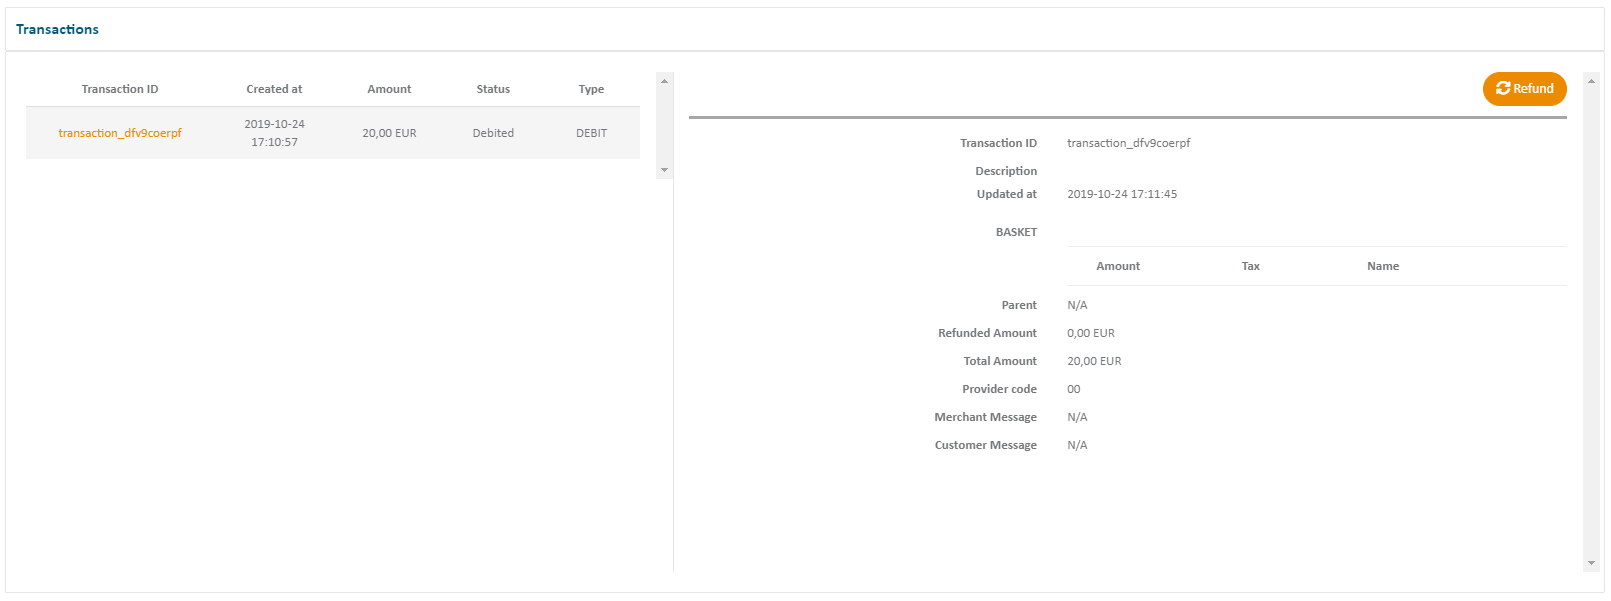 Transactions
Transaction ID Created at Amount Status Type
transaction_dfv9coerpf 2019-10-24 17:10:57 20,00 EUR Debited DEBIT
Refund
Transaction ID transaction_dfv9coerpf
Description
Updated at 2019-10-24 17:11:45
BASKET
Amount Tax Name
Parent N/A
Refunded Amount 0,00 EUR
Total Amount 20,00 EUR
Provider code 00
Merchant Message N/A
Customer Message N/A